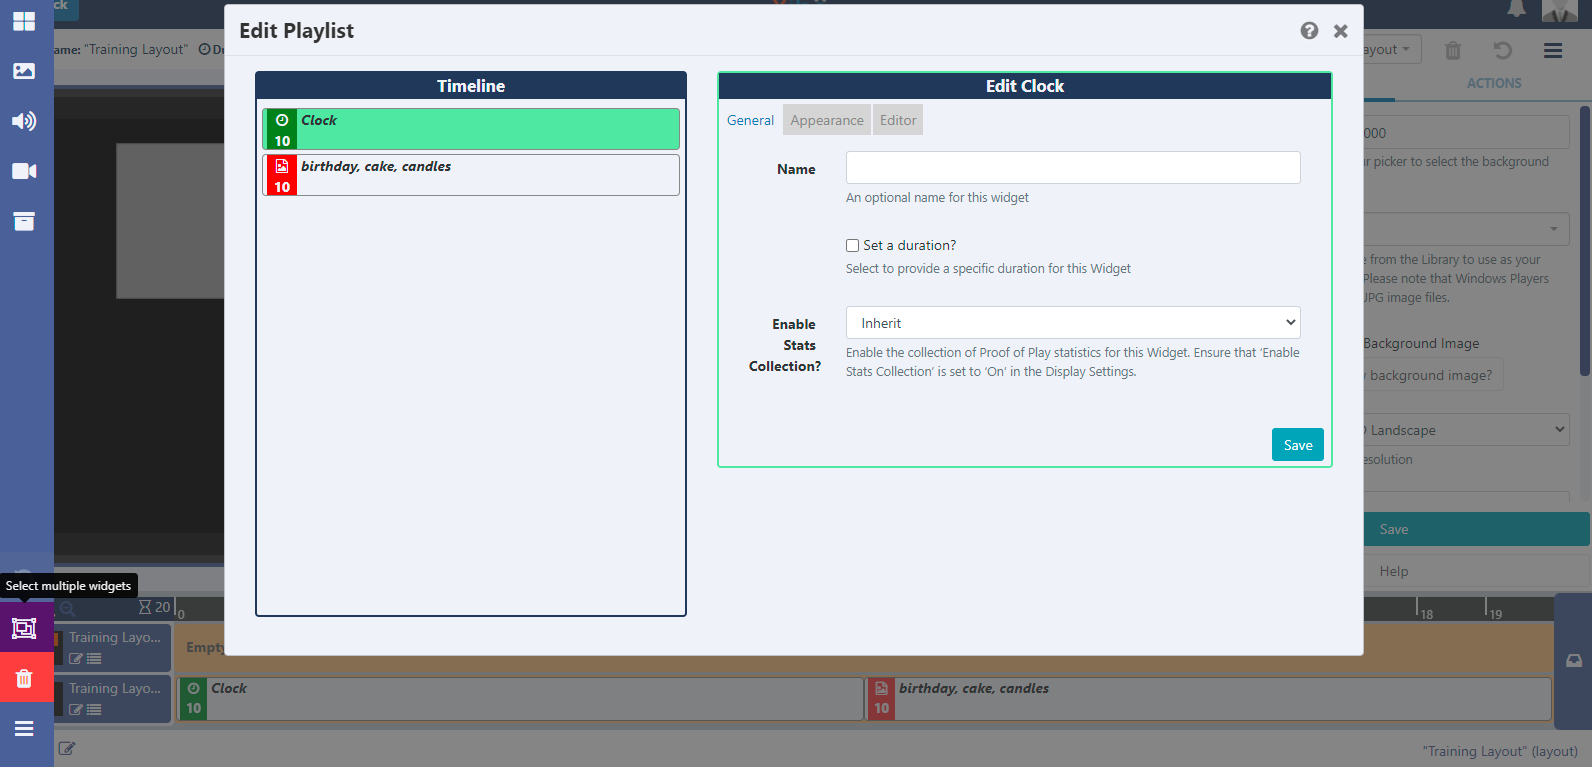 ck
Edit Playlist
ame: "Training Layout"
Du
ayout
ACTIONS
Timeline
Clock
10
birthday, cake, candles
10
Edit Clock
General
Appearance
Editor
Name
An optional name for this widget
Set a duration?
Select to provide a specific duration for this Widget
Enable
Stats
Collection?
Inherit
Enable the collection of Proof of Play statistics for this Widget. Ensure that ‘Enable
Stats Collection’ is set to ‘On’ in the Display Settings.
Save
000
ur picker to select the background
e from the Library to use as your
Please note that Windows Players
JPG image files.
Background Image
background image?
Landscape
esolution
Save
Help
Select multiple widgets
20
0
18
19
Training Layo...
Empty
Training Layo...
Clock
10
birthday, cake, candles
10
"Training Layout" (layout)